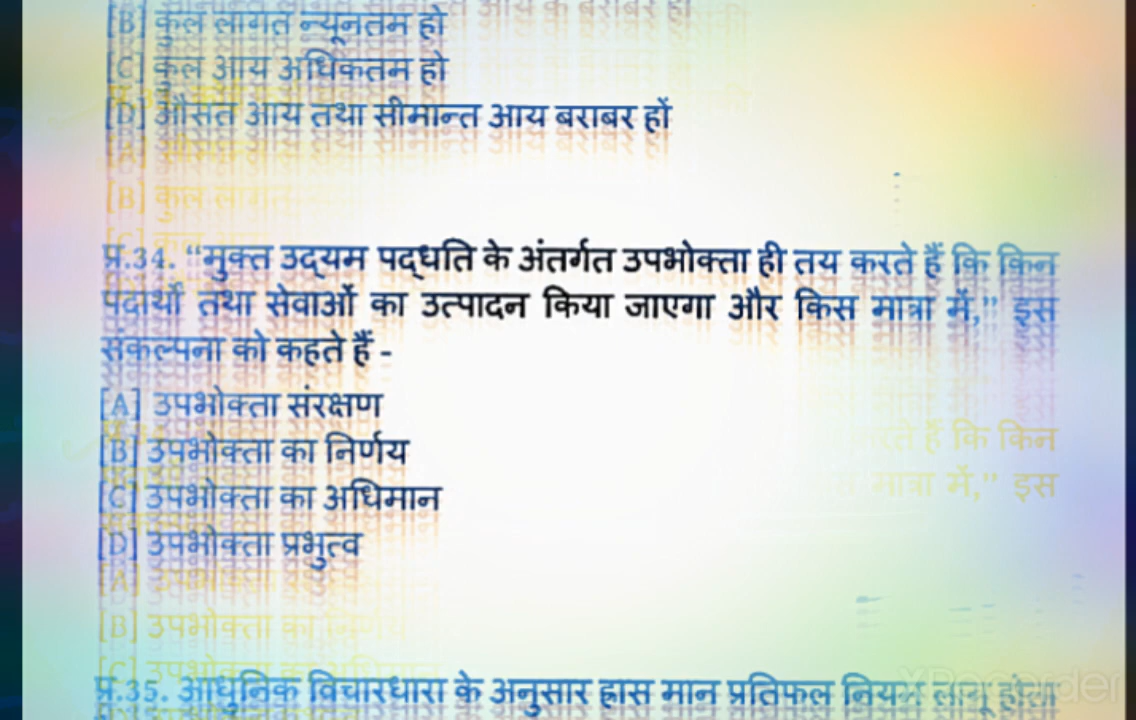 [B] कुल लागत न्यूनतम हो
[C] कुल आय अधिकतम हो
[D] औसत आय तथा सीमान्त आय बराबर हों
प्र.34. “मुक्त उद्यम पद्धति के अंतर्गत उपभोक्ता ही तय करते हैं कि किन
पदार्थों तथा सेवाओं का उत्पादन किया जाएगा और किस मात्रा में,” इस
संकल्पना को कहते हैं -
[A] उपभोक्ता संरक्षण
[B] उपभोक्ता का निर्णय
[C] उपभोक्ता का अधिमान
[D] उपभोक्ता प्रभुत्व
प्र.35. आधुनिक विचारधारा के अनुसार ह्रास मान प्रतिफल नियम लागू होता
XRecorder